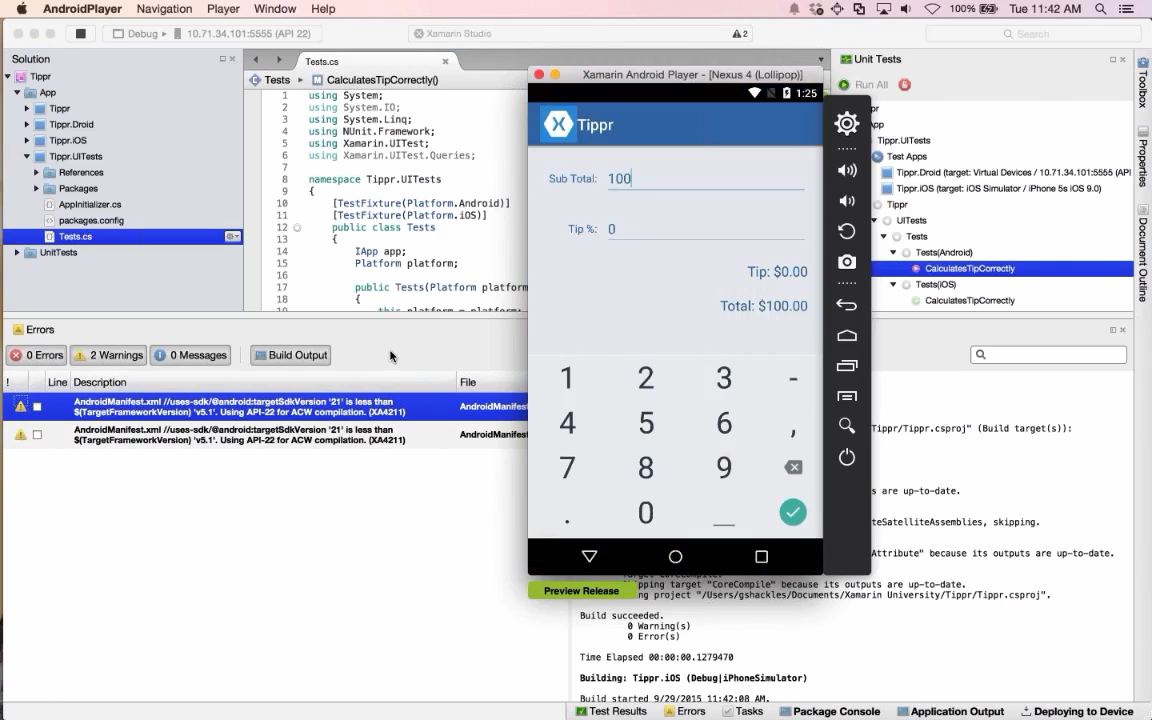 AndroidPlayer Navigation Player Window Help 100% Tue 11:42 AM
Debug 10.71.34.101:5555 (API 22) Xamarin Studio 2 Search
Solution
Tippr
App
Tippr
Tippr.Droid
Tippr.iOS
Tippr.UITests
References
Packages
AppInitializer.cs
packages.config
Tests.cs
UnitTests
Tests.cs
Tests CalculatesTipCorrectly()
1 using System;
2 using System.IO;
3 using System.Linq;
4 using NUnit.Framework;
5 using Xamarin.UITest;
6 using Xamarin.UITest.Queries;
7
8 namespace Tippr.UITests
9 {
10 [TestFixture(Platform.Android)]
11 [TestFixture(Platform.iOS)]
12 public class Tests
13 {
14 IApp app;
15 Platform platform;
16
17 public Tests(Platform platform
18 {
this.platform = platform;
Xamarin Android Player - [Nexus 4 (Lollipop)]
1:25
Tippr
Sub Total: 100
Tip %: 0
Tip: $0.00
Total: $100.00
1 2 3 -
4 5 6 ,
7 8 9
. 0
Preview Release
Unit Tests
Run All
pr
App
Tippr.UITests
Test Apps
Tippr.Droid (target: Virtual Devices / 10.71.34.101:5555 (API
Tippr.iOS (target: iOS Simulator / iPhone 5s iOS 9.0)
Tippr
UITests
Tests
Tests(Android)
CalculatesTipCorrectly
Tests(iOS)
CalculatesTipCorrectly
Toolbox
Properties
Document Outline
Errors
0 Errors 2 Warnings 0 Messages Build Output
! Line Description File
AndroidManifest.xml //uses-sdk/@android:targetSdkVersion '21' is less than
$(TargetFrameworkVersion) 'v5.1'. Using API-22 for ACW compilation. (XA4211)
AndroidManifest
AndroidManifest.xml //uses-sdk/@android:targetSdkVersion '21' is less than
$(TargetFrameworkVersion) 'v5.1'. Using API-22 for ACW compilation. (XA4211)
AndroidManifest
Tippr/Tippr.csproj" (Build target(s)):
s are up-to-date.
teSatelliteAssemblies, skipping.
Attribute" because its outputs are up-to-date.
target "CoreCompile" because its outputs are up-to-date.
ng project "/Users/gshackles/Documents/Xamarin University/Tippr/Tippr.csproj".
Build succeeded.
0 Warning(s)
0 Error(s)
Time Elapsed 00:00:00.1279470
Building: Tippr.iOS (Debug|iPhoneSimulator)
Build started 9/29/2015 11:42:08 AM.
Test Results Errors Tasks Package Console Application Output Deploying to Device